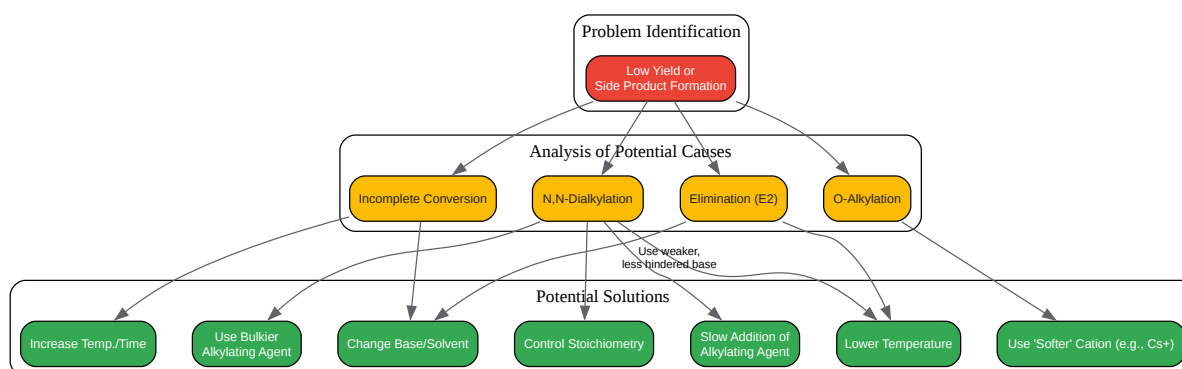 Problem Identification
Low Yield or
Side Product Formation
Analysis of Potential Causes
Incomplete Conversion
N,N-Dialkylation
Elimination (E2)
O-Alkylation
Use weaker,
less hindered base
Potential Solutions
Increase Temp./Time
Use Bulkier
Alkylating Agent
Change Base/Solvent
Control Stoichiometry
Slow Addition of
Alkylating Agent
Lower Temperature
Use 'Softer' Cation (e.g., Cs+)